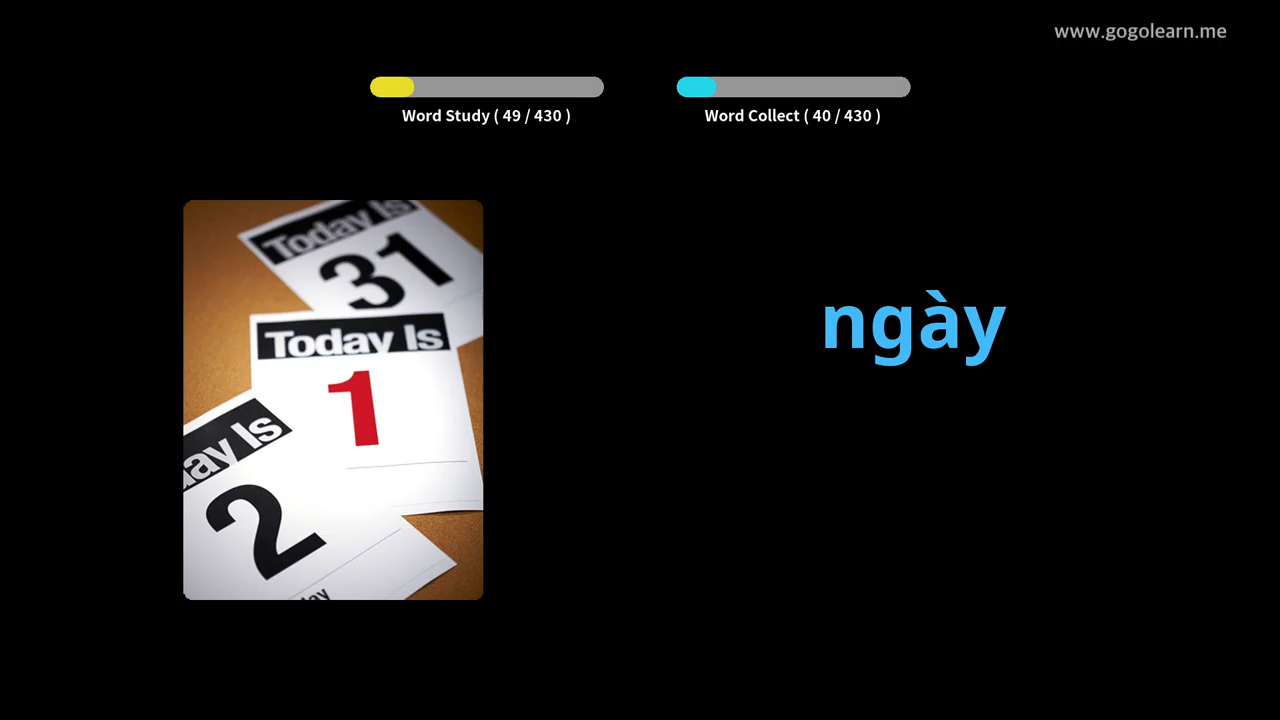 www.gogolearn.me
Word Study ( 49 / 430 )
Word Collect ( 40 / 430 )
Today Is
31
Today Is
1
ngày
ay Is
2